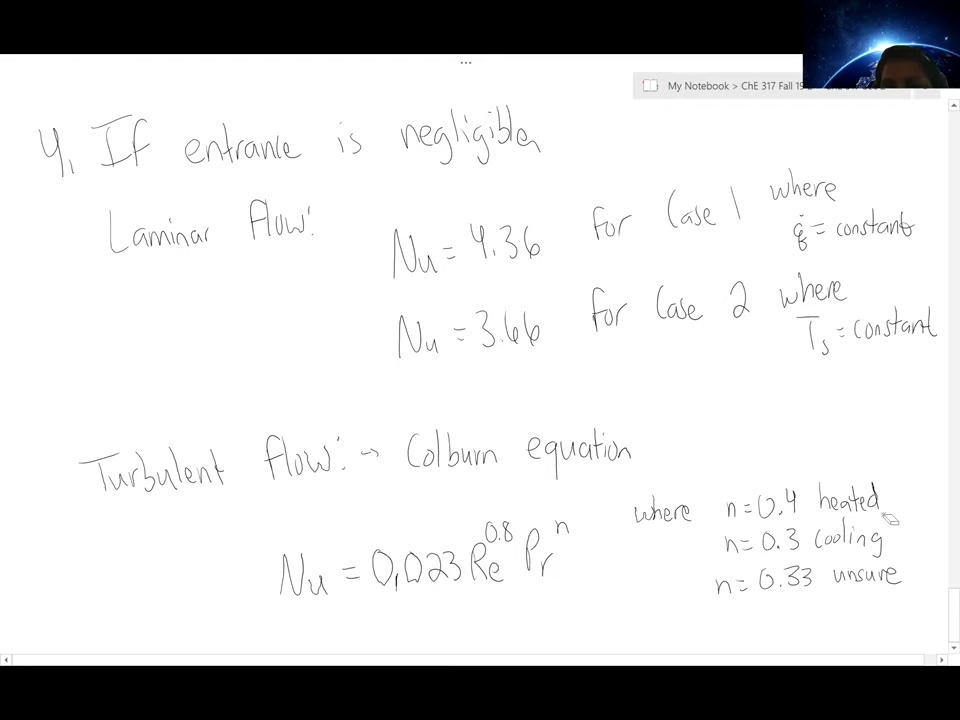 ...
My Notebook > ChE 317 Fall 19
4, If entrance is negligible,
Laminar flow:
Nu = 4.36 for Case 1 where
q̇ = constant
Nu = 3.66 for Case 2 where
Ts = constant
Turbulent flow: → Colburn equation
where n = 0.4 heated
Nu = 0.023 Re^0.8 Pr^n
n = 0.3 cooling
n = 0.33 unsure